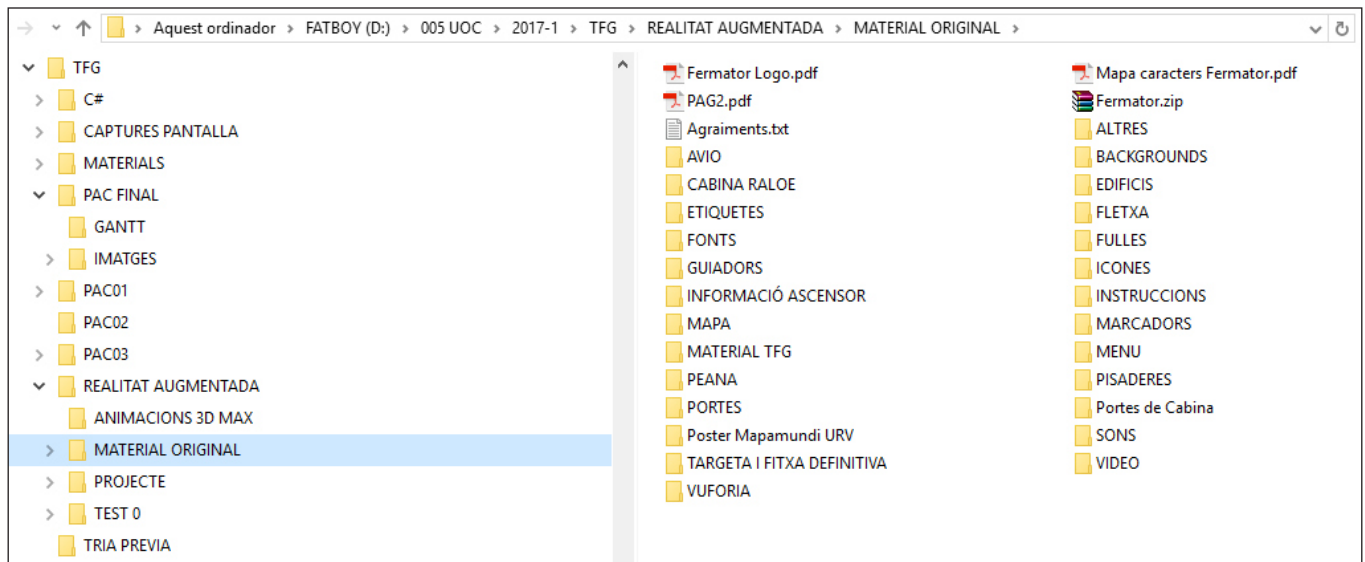 Aquest ordinador > FATBOY (D:) > 005 UOC > 2017-1 > TFG > REALITAT AUGMENTADA > MATERIAL ORIGINAL >
TFG
C#
CAPTURES PANTALLA
MATERIALS
PAC FINAL
GANTT
IMATGES
PAC01
PAC02
PAC03
REALITAT AUGMENTADA
ANIMACIONS 3D MAX
MATERIAL ORIGINAL
PROJECTE
TEST 0
TRIA PREVIA
Fermator Logo.pdf Mapa caracters Fermator.pdf
PAG2.pdf Fermator.zip
Agraiments.txt ALTRES
AVIO BACKGROUNDS
CABINA RALOE EDIFICIS
ETIQUETES FLETXA
FONTS FULLES
GUIADORS ICONES
INFORMACIÓ ASCENSOR INSTRUCCIONS
MAPA MARCADORS
MATERIAL TFG MENU
PEANA PISADERES
PORTES Portes de Cabina
Poster Mapamundi URV SONS
TARGETA I FITXA DEFINITIVA VIDEO
VUFORIA